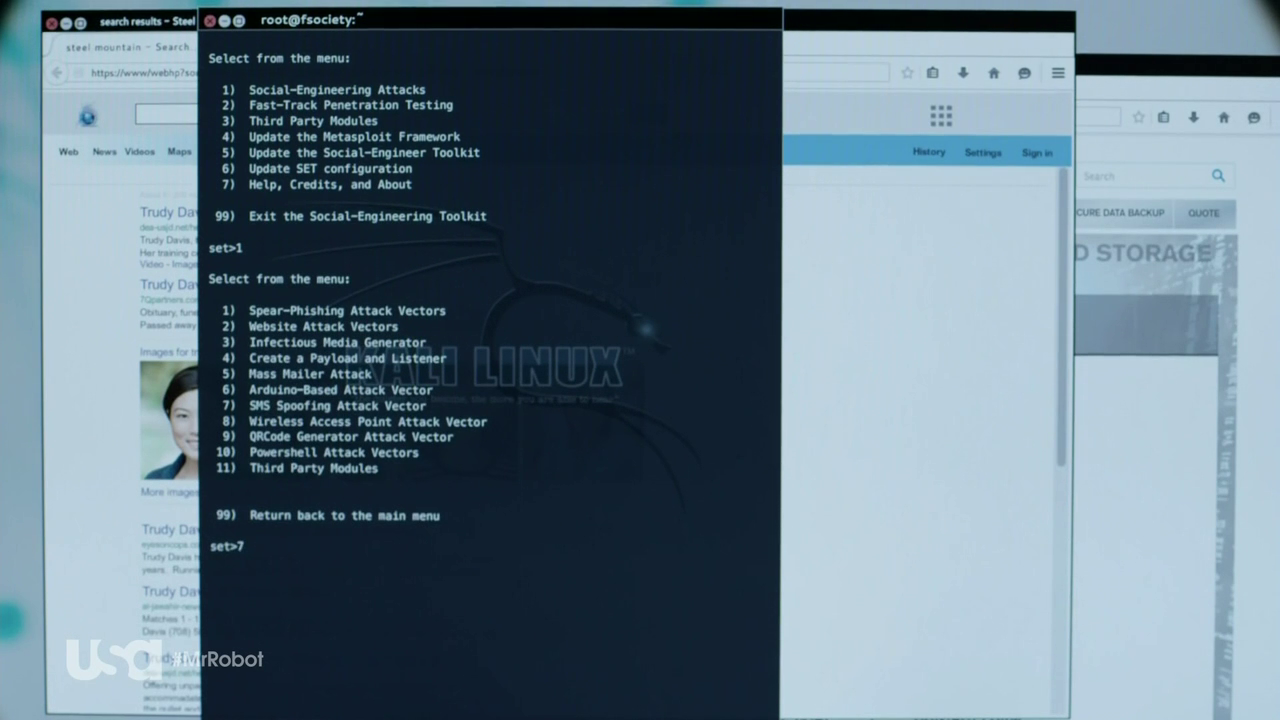 search results - Steel
root@fsociety:~
steel mountain - Search..
https://www/webhp?so
Web News Videos Maps
History Settings Sign in
Search
CURE DATA BACKUP QUOTE
D STORAGE
Select from the menu:
1) Social-Engineering Attacks
2) Fast-Track Penetration Testing
3) Third Party Modules
4) Update the Metasploit Framework
5) Update the Social-Engineer Toolkit
6) Update SET configuration
7) Help, Credits, and About
99) Exit the Social-Engineering Toolkit
set>1
Select from the menu:
1) Spear-Phishing Attack Vectors
2) Website Attack Vectors
3) Infectious Media Generator
4) Create a Payload and Listener
5) Mass Mailer Attack
6) Arduino-Based Attack Vector
7) SMS Spoofing Attack Vector
8) Wireless Access Point Attack Vector
9) QRCode Generator Attack Vector
10) Powershell Attack Vectors
11) Third Party Modules
99) Return back to the main menu
set>7
KALI LINUX
Trudy Dav
Trudy Davis,
Her training c
Video - Image
Trudy Dav
7Qpartners.co
Obituary, fune
Passed away
Images for tr
More images
Trudy Dav
eyesoncops.co
Trudy Davis h
years. Runni
Trudy Dav
Matches 1 - 1
Davis (708) 5
Trudy
Offering unpa
accommodate
usa #MrRobot